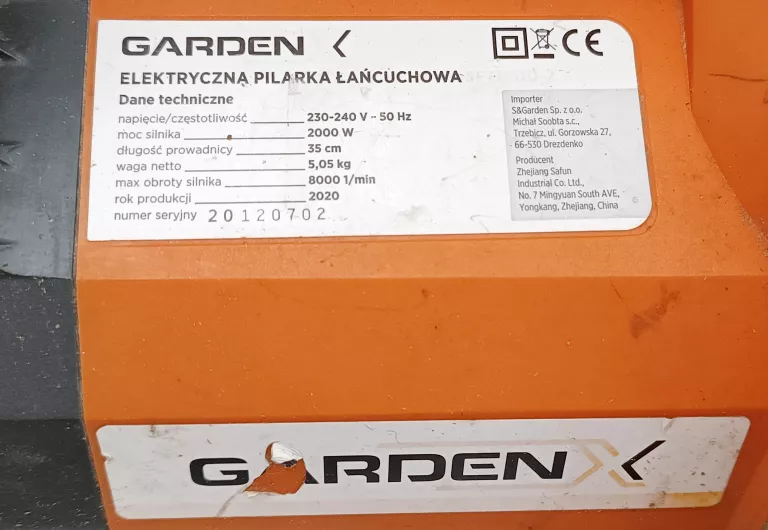 GARDEN
CE
ELEKTRYCZNA PILARKA ŁAŃCUCHOWA
Dane techniczne
napięcie/częstotliwość 230-240 V ~ 50 Hz
moc silnika 2000 W
długość prowadnicy 35 cm
waga netto 5,05 kg
max obroty silnika 8000 1/min
rok produkcji 2020
numer seryjny 20120702
Importer
S&Garden Sp. z o.o.
Michał Soobta s.c.,
Trzebicz, ul. Gorzowska 27,
66-530 Drezdenko
Producent
Zhejiang Safun
Industrial Co. Ltd.,
No. 7 Mingyuan South AVE,
Yongkang, Zhejiang, China
GARDEN X